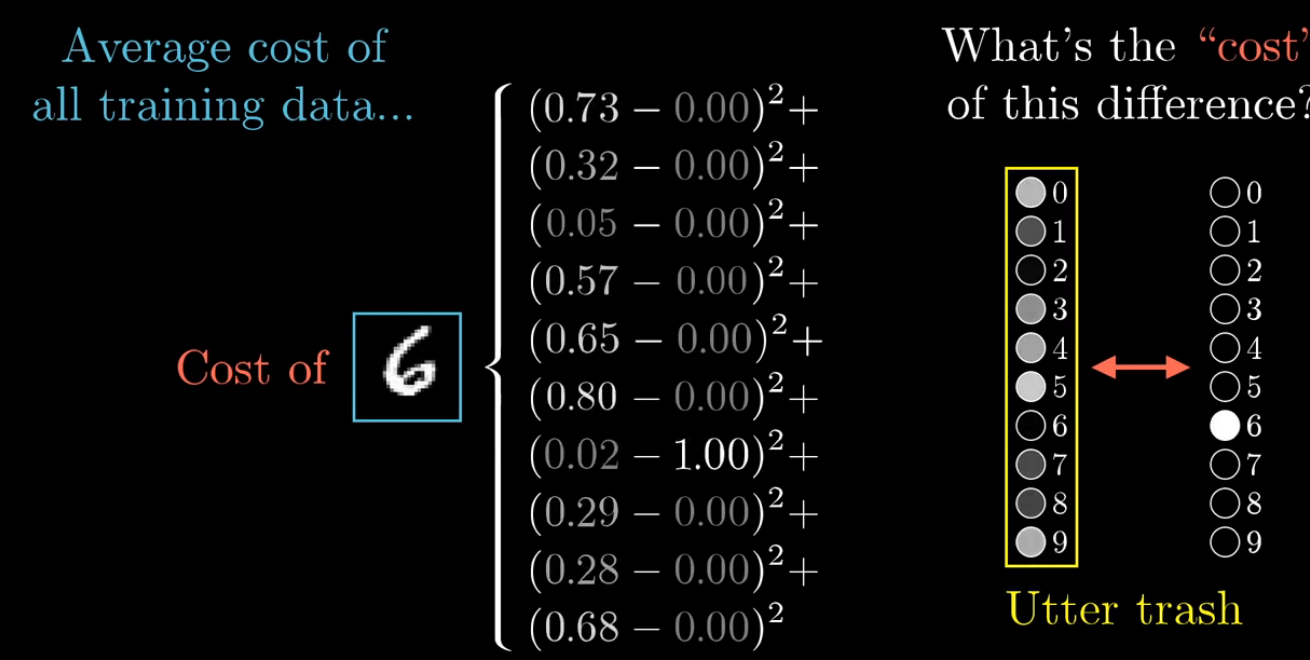 Average cost of
all training data...
Cost of
6
(0.73 − 0.00)²+
(0.32 − 0.00)²+
(0.05 − 0.00)²+
(0.57 − 0.00)²+
(0.65 − 0.00)²+
(0.80 − 0.00)²+
(0.02 − 1.00)²+
(0.29 − 0.00)²+
(0.28 − 0.00)²+
(0.68 − 0.00)²
What's the “cost”
of this difference?
0 0
1 1
2 2
3 3
4 4
5 5
6 6
7 7
8 8
9 9
Utter trash